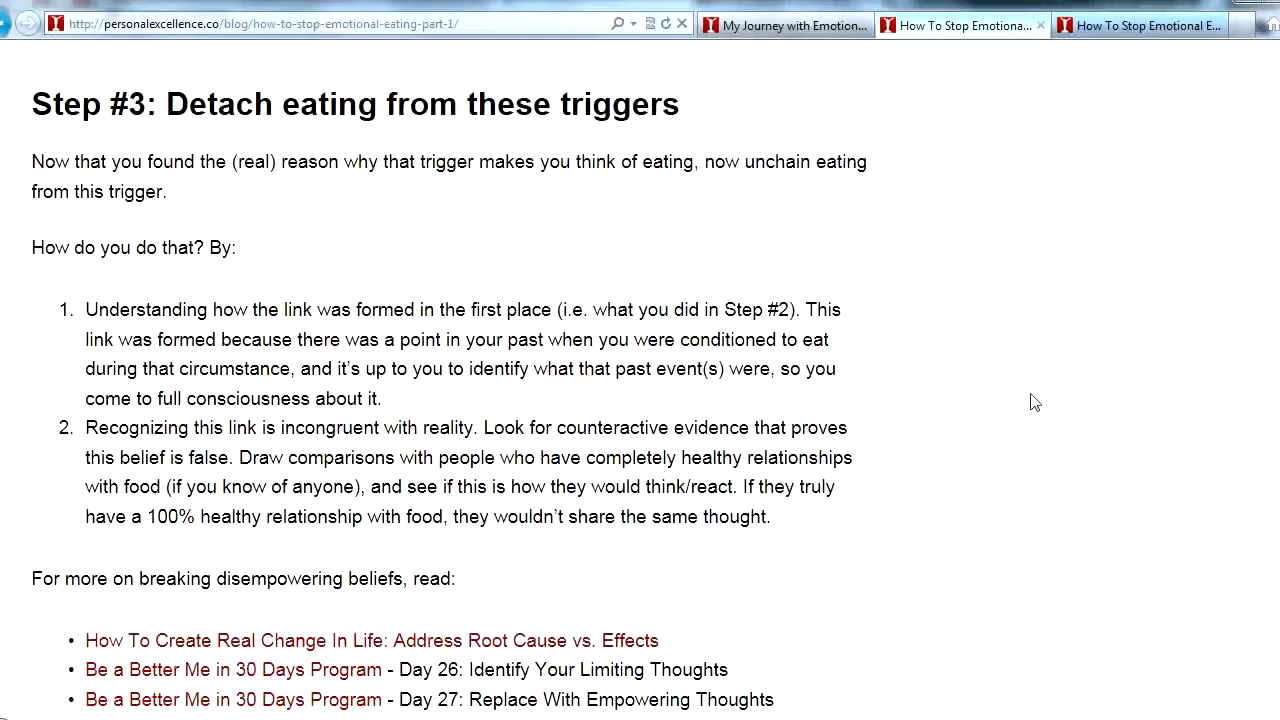 http://personalexcellence.co/blog/how-to-stop-emotional-eating-part-1/
My Journey with Emotion...
How To Stop Emotiona...
How To Stop Emotional E...
Step #3: Detach eating from these triggers
Now that you found the (real) reason why that trigger makes you think of eating, now unchain eating
from this trigger.
How do you do that? By:
1. Understanding how the link was formed in the first place (i.e. what you did in Step #2). This
link was formed because there was a point in your past when you were conditioned to eat
during that circumstance, and it's up to you to identify what that past event(s) were, so you
come to full consciousness about it.
2. Recognizing this link is incongruent with reality. Look for counteractive evidence that proves
this belief is false. Draw comparisons with people who have completely healthy relationships
with food (if you know of anyone), and see if this is how they would think/react. If they truly
have a 100% healthy relationship with food, they wouldn't share the same thought.
For more on breaking disempowering beliefs, read:
• How To Create Real Change In Life: Address Root Cause vs. Effects
• Be a Better Me in 30 Days Program - Day 26: Identify Your Limiting Thoughts
• Be a Better Me in 30 Days Program - Day 27: Replace With Empowering Thoughts